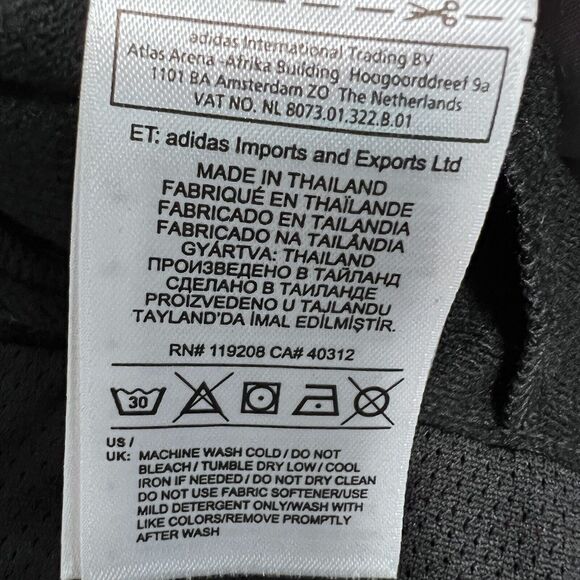 adidas International Trading BV
Atlas Arena -Afrika Building Hoogoorddreef 9a
1101 BA Amsterdam ZO The Netherlands
VAT NO. NL 8073.01.322.B.01
ET: adidas Imports and Exports Ltd
MADE IN THAILAND
FABRIQUÉ EN THAÏLANDE
FABRICADO EN TAILANDIA
FABRICADO NA TAILÂNDIA
GYÁRTVA: THAILAND
ПРОИЗВЕДЕНО В ТАЙЛАНД
СДЕЛАНО В ТАИЛАНДЕ
PROIZVEDENO U TAJLANDU
TAYLAND'DA İMAL EDİLMİŞTİR.
RN# 119208 CA# 40312
30
US /
UK: MACHINE WASH COLD / DO NOT
BLEACH / TUMBLE DRY LOW / COOL
IRON IF NEEDED / DO NOT DRY CLEAN
DO NOT USE FABRIC SOFTENER/USE
MILD DETERGENT ONLY/WASH WITH
LIKE COLORS/REMOVE PROMPTLY
AFTER WASH